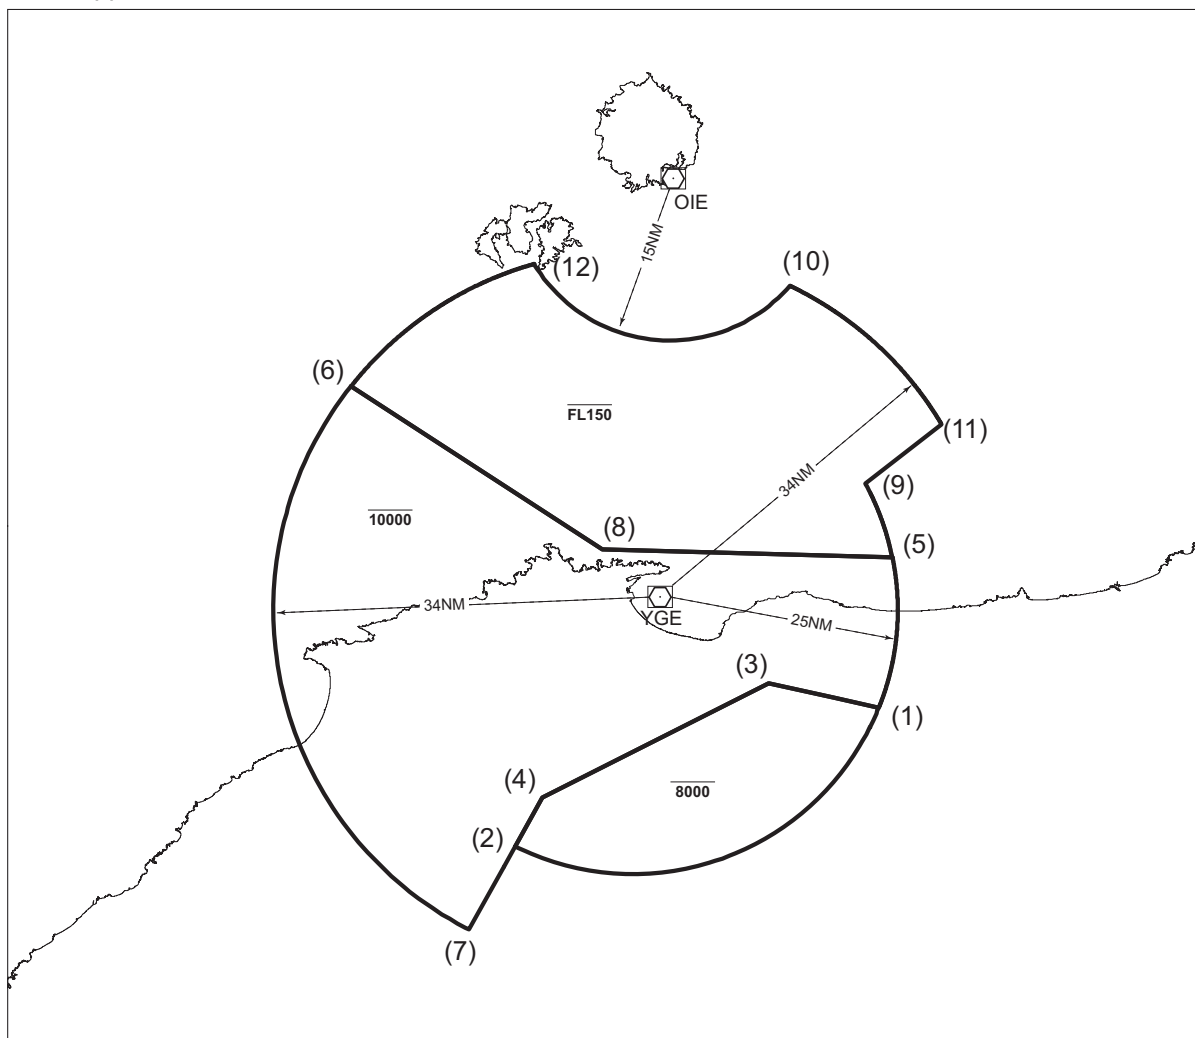 OIE
15NM
(12)
(10)
(6)
FL150
(11)
34NM
(9)
10000
(8)
(5)
34NM
YGE
25NM
(3)
(1)
(4)
8000
(2)
(7)